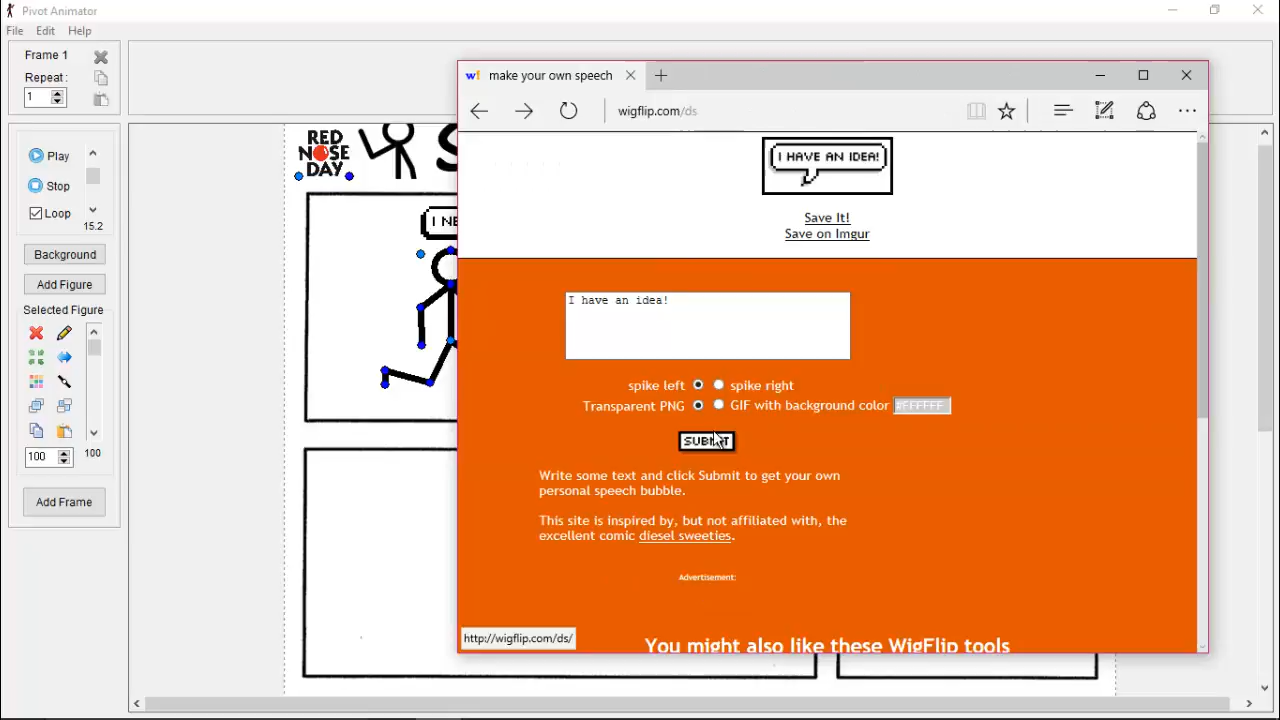 Pivot Animator
File Edit Help
Frame 1
Repeat:
1
Play
Stop
Loop
15.2
Background
Add Figure
Selected Figure
100 100
Add Frame
RED
NOSE
DAY
S
I NE
w! make your own speech
wigflip.com/ds
I HAVE AN IDEA!
Save It!
Save on Imgur
I have an idea!
spike left spike right
Transparent PNG GIF with background color #FFFFFF
SUBMIT
Write some text and click Submit to get your own
personal speech bubble.
This site is inspired by, but not affiliated with, the
excellent comic diesel sweeties.
Advertisement:
http://wigflip.com/ds/
You might also like these WigFlip tools